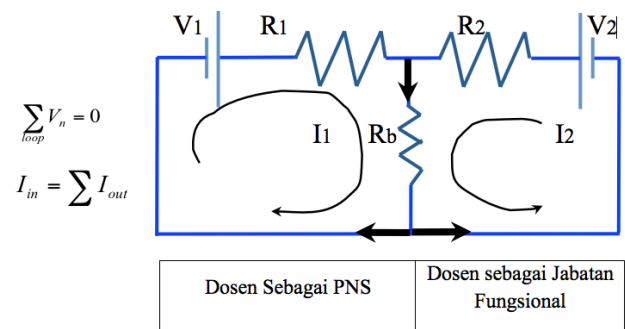 V1 R1 R2 V2
∑ Vn = 0
loop
I1 Rb I2
Iin = ∑ Iout
Dosen Sebagai PNS
Dosen sebagai Jabatan
Fungsional